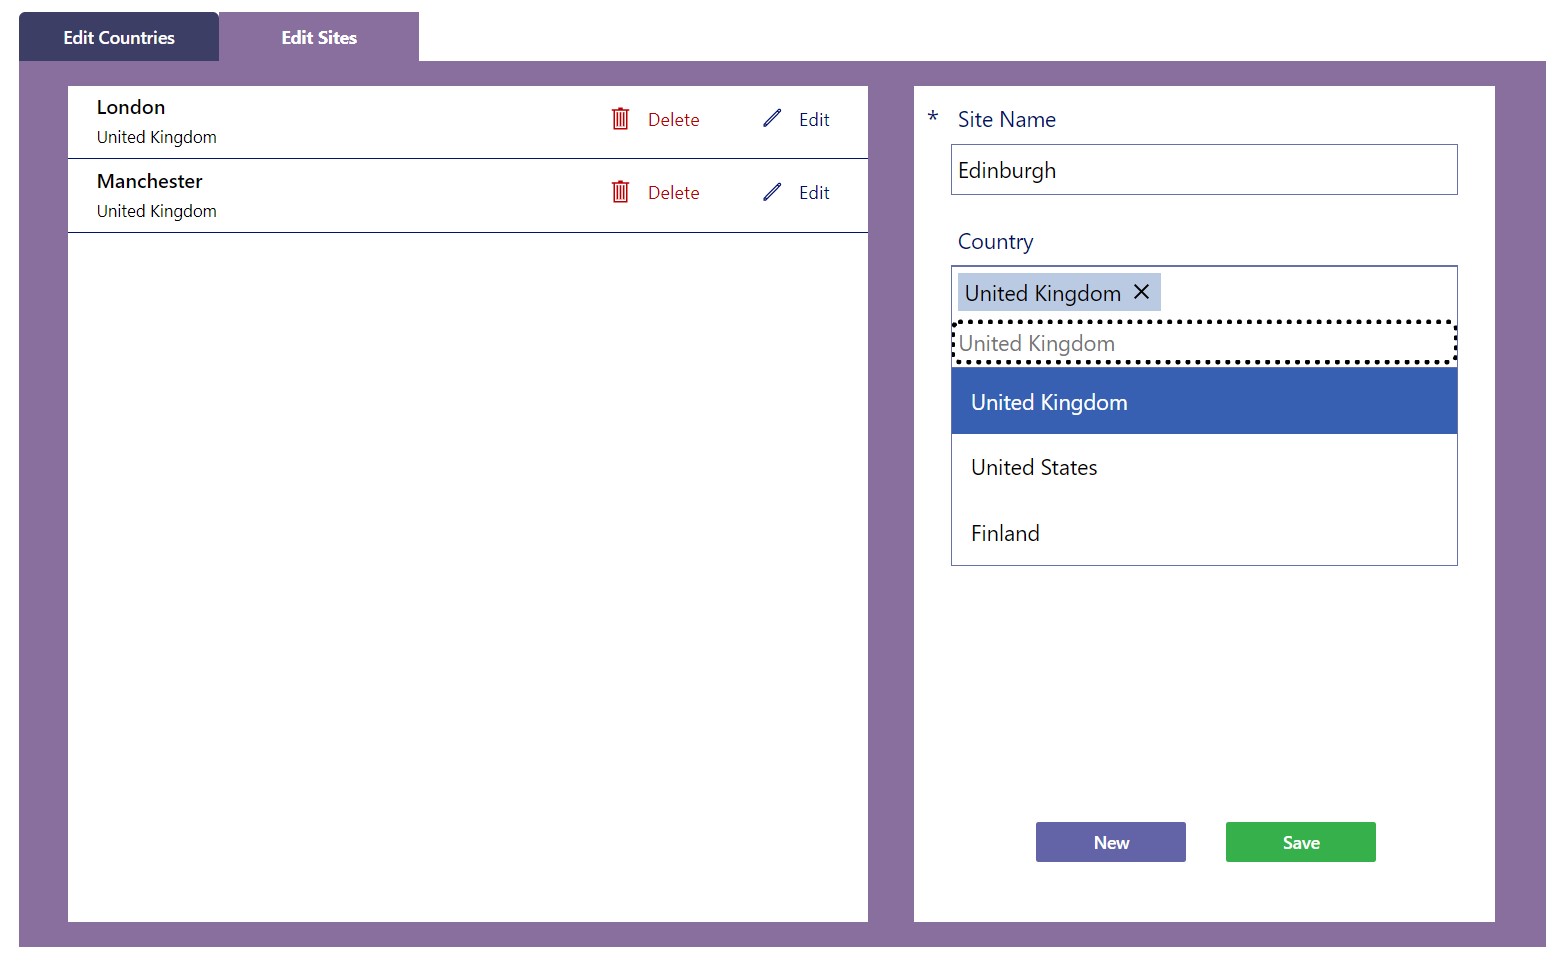 Edit Countries
Edit Sites
London
United Kingdom
Delete
Edit
Manchester
United Kingdom
Delete
Edit
* Site Name
Edinburgh
Country
United Kingdom
United Kingdom
United Kingdom
United States
Finland
New
Save